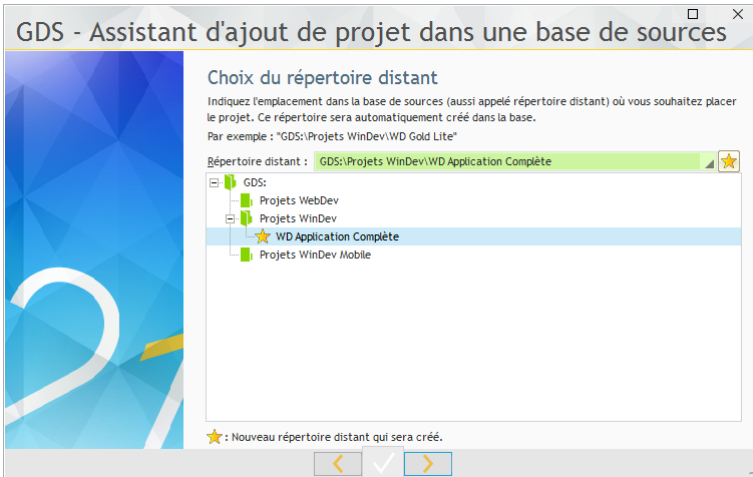 GDS - Assistant d'ajout de projet dans une base de sources
Choix du répertoire distant
Indiquez l'emplacement dans la base de sources (aussi appelé répertoire distant) où vous souhaitez placer
le projet. Ce répertoire sera automatiquement créé dans la base.
Par exemple : "GDS:\Projets WinDev\WD Gold Lite"
Répertoire distant : GDS:\Projets WinDev\WD Application Complète
GDS:
Projets WebDev
Projets WinDev
WD Application Complète
Projets WinDev Mobile
: Nouveau répertoire distant qui sera créé.